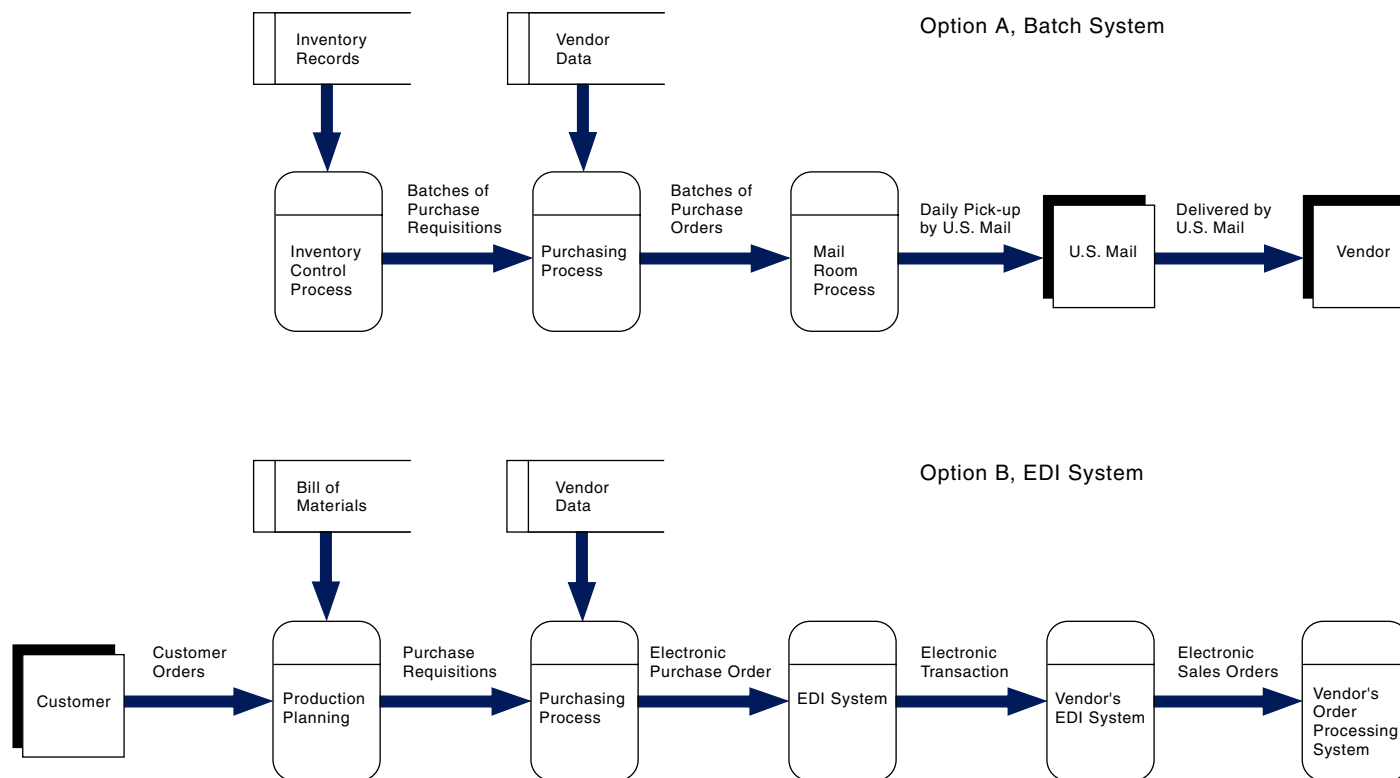 Option A, Batch System
Inventory
Records
Vendor
Data
Batches of
Purchase
Requisitions
Batches of
Purchase
Orders
Daily Pick-up
by U.S. Mail
Delivered by
U.S. Mail
Inventory
Control
Process
Purchasing
Process
Mail
Room
Process
U.S. Mail
Vendor
Option B, EDI System
Bill of
Materials
Vendor
Data
Customer
Orders
Purchase
Requisitions
Electronic
Purchase Order
Electronic
Transaction
Electronic
Sales Orders
Customer
Production
Planning
Purchasing
Process
EDI System
Vendor's
EDI System
Vendor's
Order
Processing
System